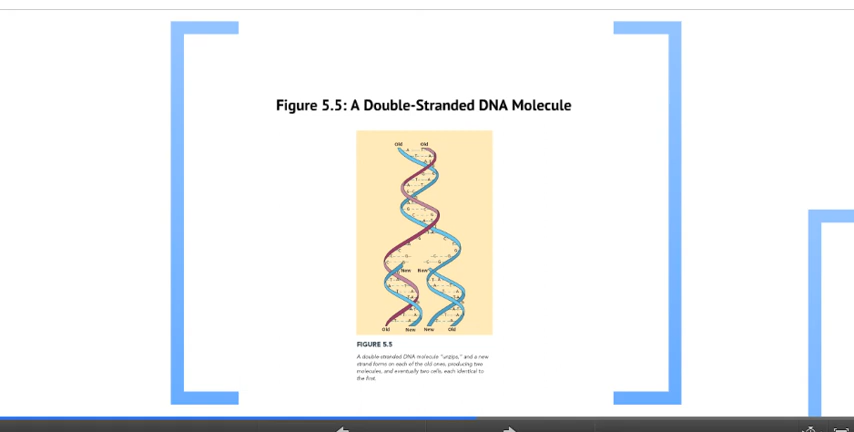 Figure 5.5: A Double-Stranded DNA Molecule
Old Old
New New
Old New New Old
FIGURE 5.5
A double stranded DNA molecule "unzips," and a new
strand forms on each of the old ones, producing two
molecules, and eventually two cells, each identical to
the first.